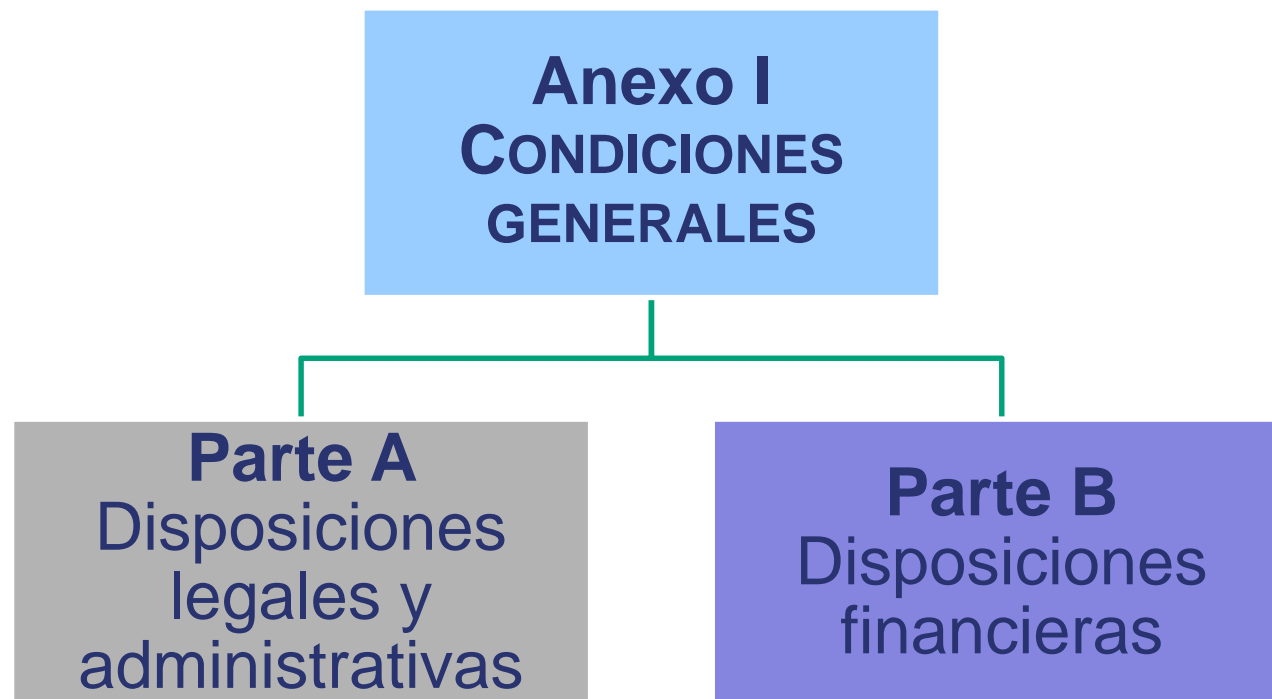 Anexo I
CONDICIONES
GENERALES
Parte A
Disposiciones
legales y
administrativas
Parte B
Disposiciones
financieras